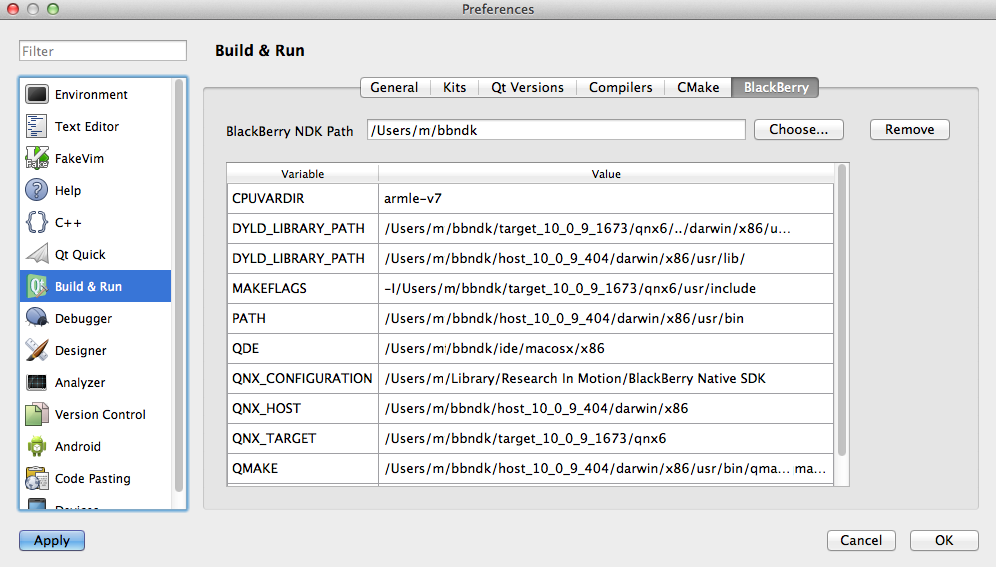 Preferences
Filter
Environment
Text Editor
FakeVim
Help
C++
Qt Quick
Build & Run
Debugger
Designer
Analyzer
Version Control
Android
Code Pasting
Devices
Build & Run
General Kits Qt Versions Compilers CMake BlackBerry
BlackBerry NDK Path /Users/m/bbndk Choose... Remove
Variable Value
CPUVARDIR armle-v7
DYLD_LIBRARY_PATH /Users/m/bbndk/target_10_0_9_1673/qnx6/../darwin/x86/u...
DYLD_LIBRARY_PATH /Users/m/bbndk/host_10_0_9_404/darwin/x86/usr/lib/
MAKEFLAGS -I/Users/m/bbndk/target_10_0_9_1673/qnx6/usr/include
PATH /Users/m/bbndk/host_10_0_9_404/darwin/x86/usr/bin
QDE /Users/m/bbndk/ide/macosx/x86
QNX_CONFIGURATION /Users/m/Library/Research In Motion/BlackBerry Native SDK
QNX_HOST /Users/m/bbndk/host_10_0_9_404/darwin/x86
QNX_TARGET /Users/m/bbndk/target_10_0_9_1673/qnx6
QMAKE /Users/m/bbndk/host_10_0_9_404/darwin/x86/usr/bin/qma... ma...
Apply Cancel OK